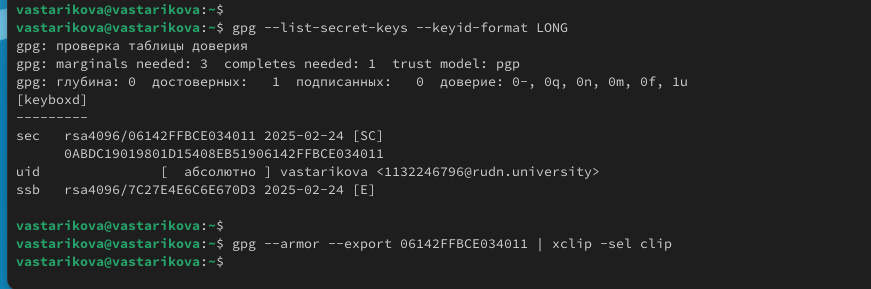 vastarikova@vastarikova:~$
vastarikova@vastarikova:~$ gpg --list-secret-keys --keyid-format LONG
gpg: проверка таблицы доверия
gpg: marginals needed: 3  completes needed: 1  trust model: pgp
gpg: глубина: 0  достоверных:   1  подписанных:   0  доверие: 0-, 0q, 0n, 0m, 0f, 1u
[keyboxd]
---------
sec   rsa4096/06142FFBCE034011 2025-02-24 [SC]
      0ABDC19019801D15408EB51906142FFBCE034011
uid               [  абсолютно ] vastarikova <1132246796@rudn.university>
ssb   rsa4096/7C27E4E6C6E670D3 2025-02-24 [E]
vastarikova@vastarikova:~$
vastarikova@vastarikova:~$ gpg --armor --export 06142FFBCE034011 | xclip -sel clip
vastarikova@vastarikova:~$